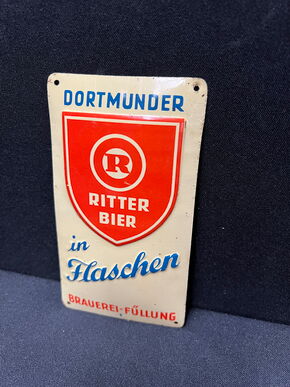 DORTMUNDER
R
RITTER
BIER
in
Flaschen
BRAUEREI-FÜLLUNG